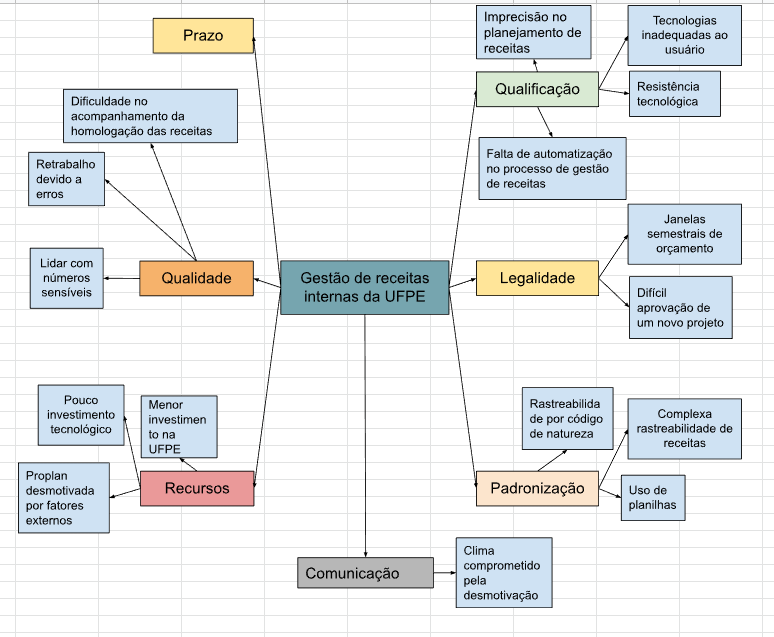 Prazo
Imprecisão no
planejamento de
receitas
Tecnologias
inadequadas ao
usuário
Qualificação
Resistência
tecnológica
Dificuldade no
acompanhamento da
homologação das receitas
Falta de automatização
no processo de gestão
de receitas
Retrabalho
devido a
erros
Janelas
semestrais de
orçamento
Lidar com
números
sensíveis
Qualidade
Gestão de receitas
internas da UFPE
Legalidade
Difícil
aprovação de
um novo projeto
Pouco
investimento
tecnológico
Menor
investimen
to na
UFPE
Rastreabilida
de por código
de natureza
Complexa
rastreabilidade de
receitas
Proplan
desmotivada
por fatores
externos
Recursos
Padronização
Uso de
planilhas
Comunicação
Clima
comprometido
pela
desmotivação